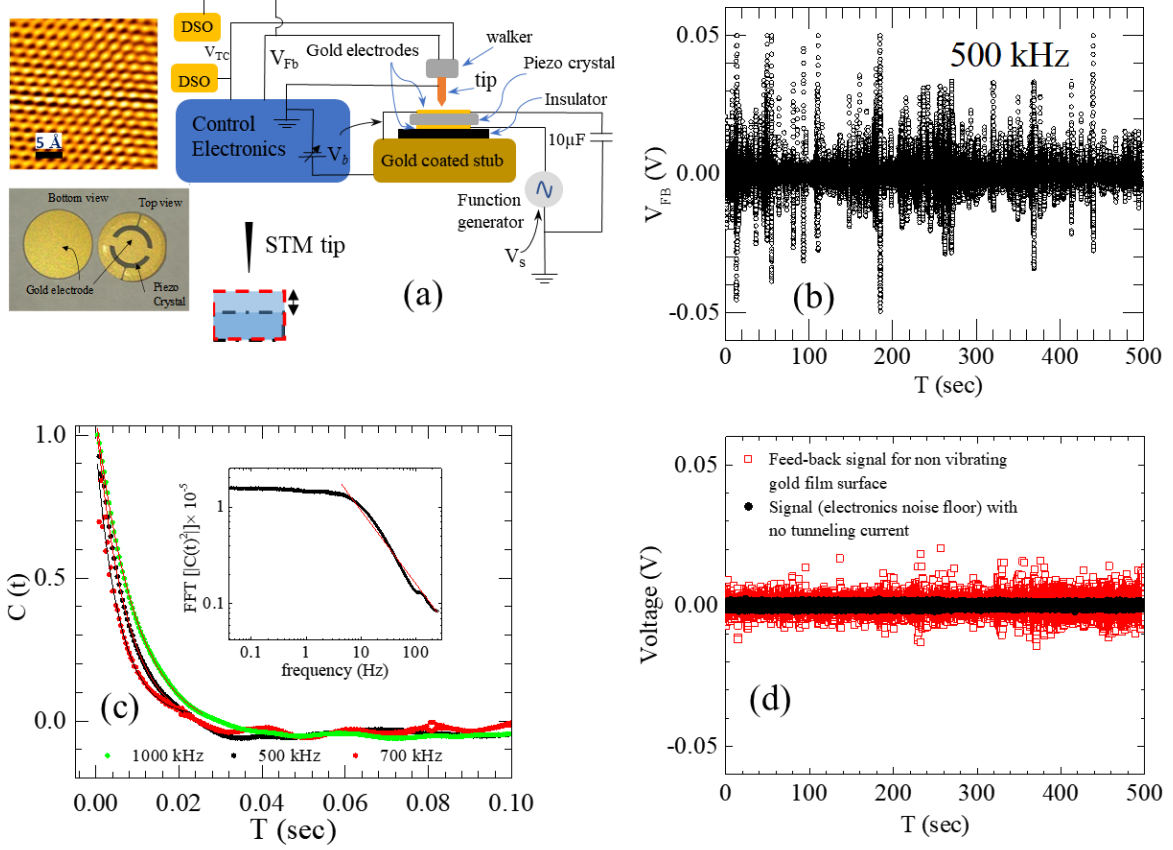 DSO
V_TC
V_Fb
DSO
Gold electrodes
walker
tip
Piezo crystal
Insulator
Control
Electronics
V_b
10µF
Gold coated stub
Function
generator
V_s
5 Å
Bottom view
Top view
Gold electrode
Piezo
Crystal
STM tip
(a)
0.05
500 kHz
V_FB (V)
0.00
(b)
-0.05
0 100 200 300 400 500
T (sec)
1.0
C (t)
0.5
0.0
FFT [|C(t)²|]× 10⁻⁵
1
0.1
0.1 1 10 100
frequency (Hz)
(c)
1000 kHz 500 kHz 700 kHz
0.00 0.02 0.04 0.06 0.08 0.10
T (sec)
0.05
Feed-back signal for non vibrating
gold film surface
Signal (electronics noise floor) with
no tunneling current
Voltage (V)
0.00
(d)
-0.05
0 100 200 300 400 500
T (sec)